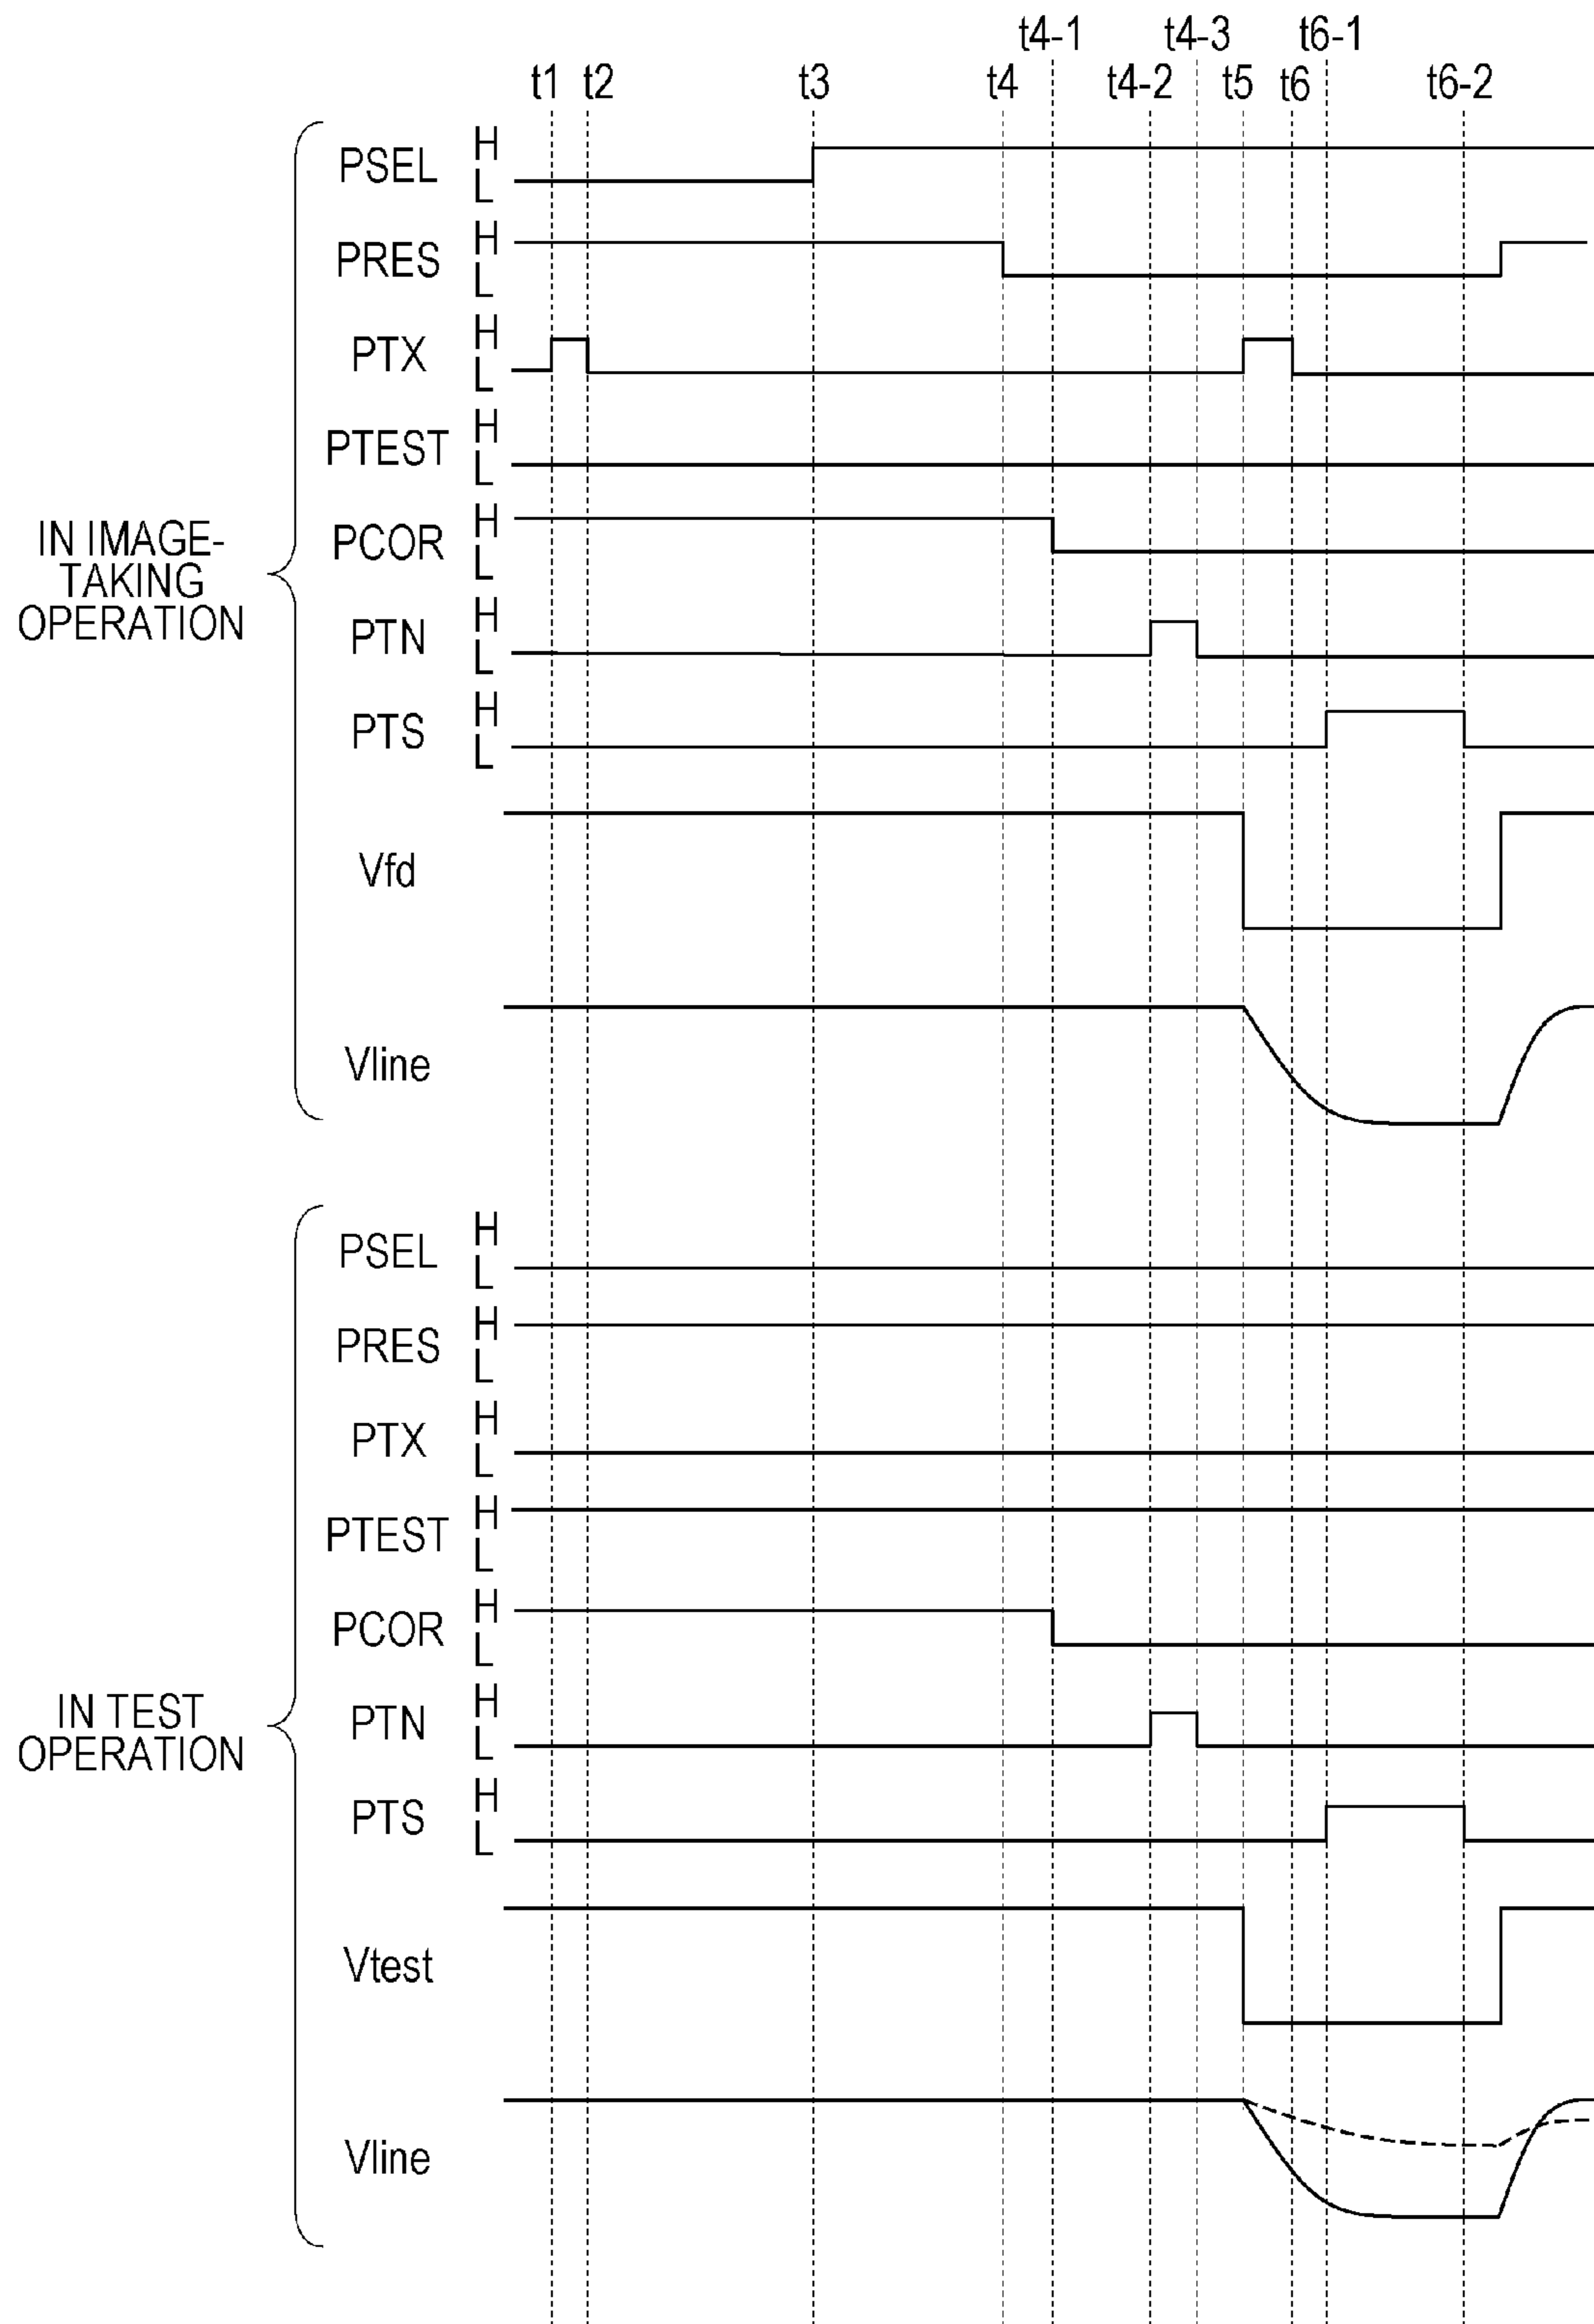 t4-1 t4-3 t6-1
t1 t2 t3 t4 t4-2 t5 t6 t6-2
IN IMAGE-
TAKING
OPERATION
PSEL H
L
PRES H
L
PTX H
L
PTEST H
L
PCOR H
L
PTN H
L
PTS H
L
Vfd
Vline
IN TEST
OPERATION
PSEL H
L
PRES H
L
PTX H
L
PTEST H
L
PCOR H
L
PTN H
L
PTS H
L
Vtest
Vline